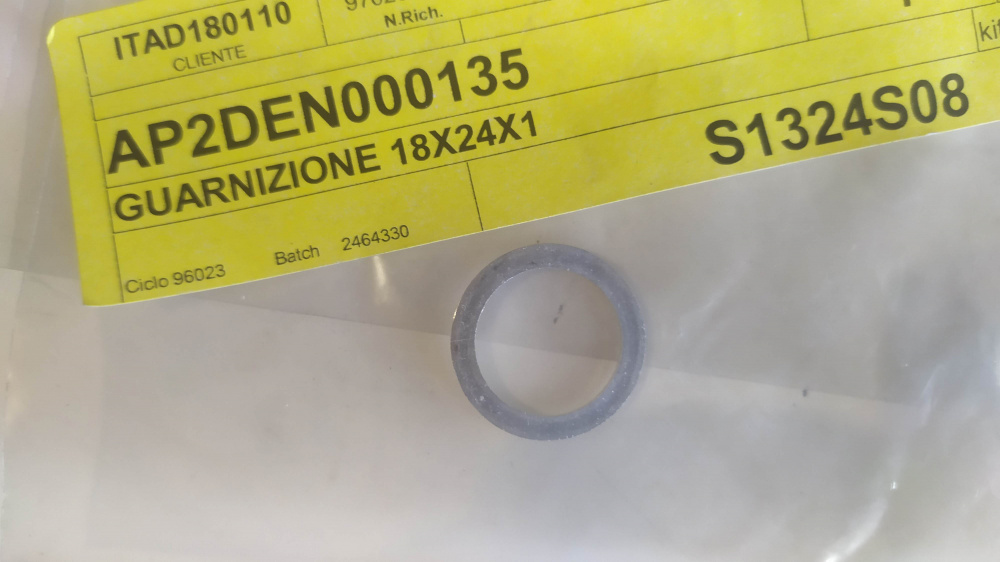 ITAD180110
CLIENTE
N.Rich.
AP2DEN000135
GUARNIZIONE 18X24X1
S1324S08
Ciclo 96023
Batch 2464330